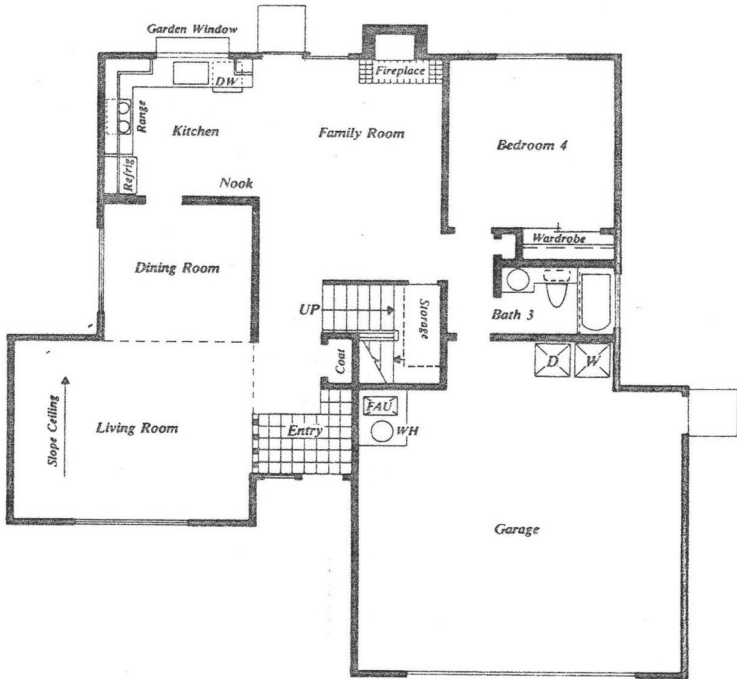 Garden Window
Fireplace
DW
Range
Kitchen
Family Room
Bedroom 4
Refrig
Nook
Wardrobe
Dining Room
UP
Storage
Bath 3
Coat
D
W
Slope Ceiling
Living Room
Entry
FAU
WH
Garage